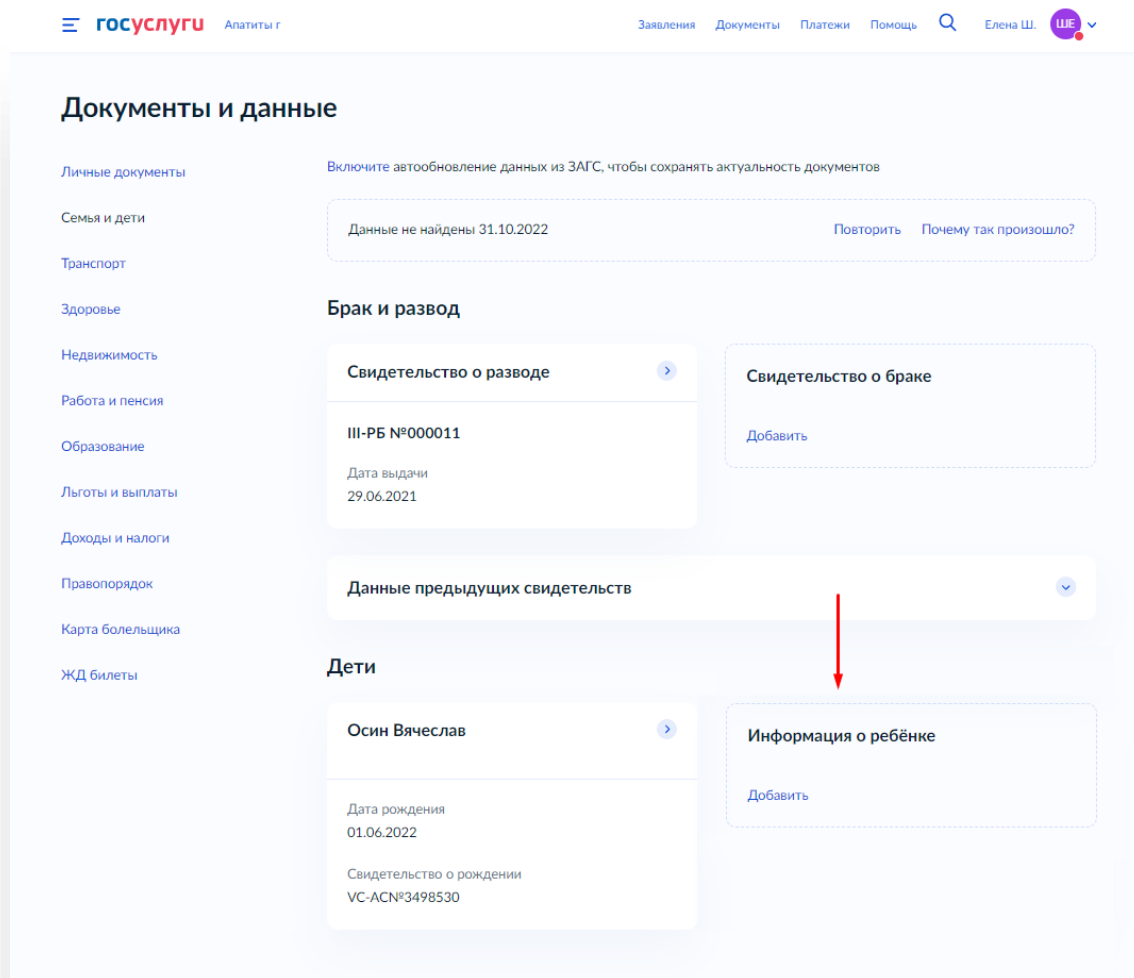 госуслуги Апатиты г Заявления Документы Платежи Помощь Елена Ш. ШЕ
Документы и данные
Личные документы
Семья и дети
Транспорт
Здоровье
Недвижимость
Работа и пенсия
Образование
Льготы и выплаты
Доходы и налоги
Правопорядок
Карта болельщика
ЖД билеты
Включите автообновление данных из ЗАГС, чтобы сохранять актуальность документов
Данные не найдены 31.10.2022 Повторить Почему так произошло?
Брак и развод
Свидетельство о разводе
III-РБ №000011
Дата выдачи
29.06.2021
Свидетельство о браке
Добавить
Данные предыдущих свидетельств
Дети
Осин Вячеслав
Дата рождения
01.06.2022
Свидетельство о рождении
VC-АС№3498530
Информация о ребёнке
Добавить